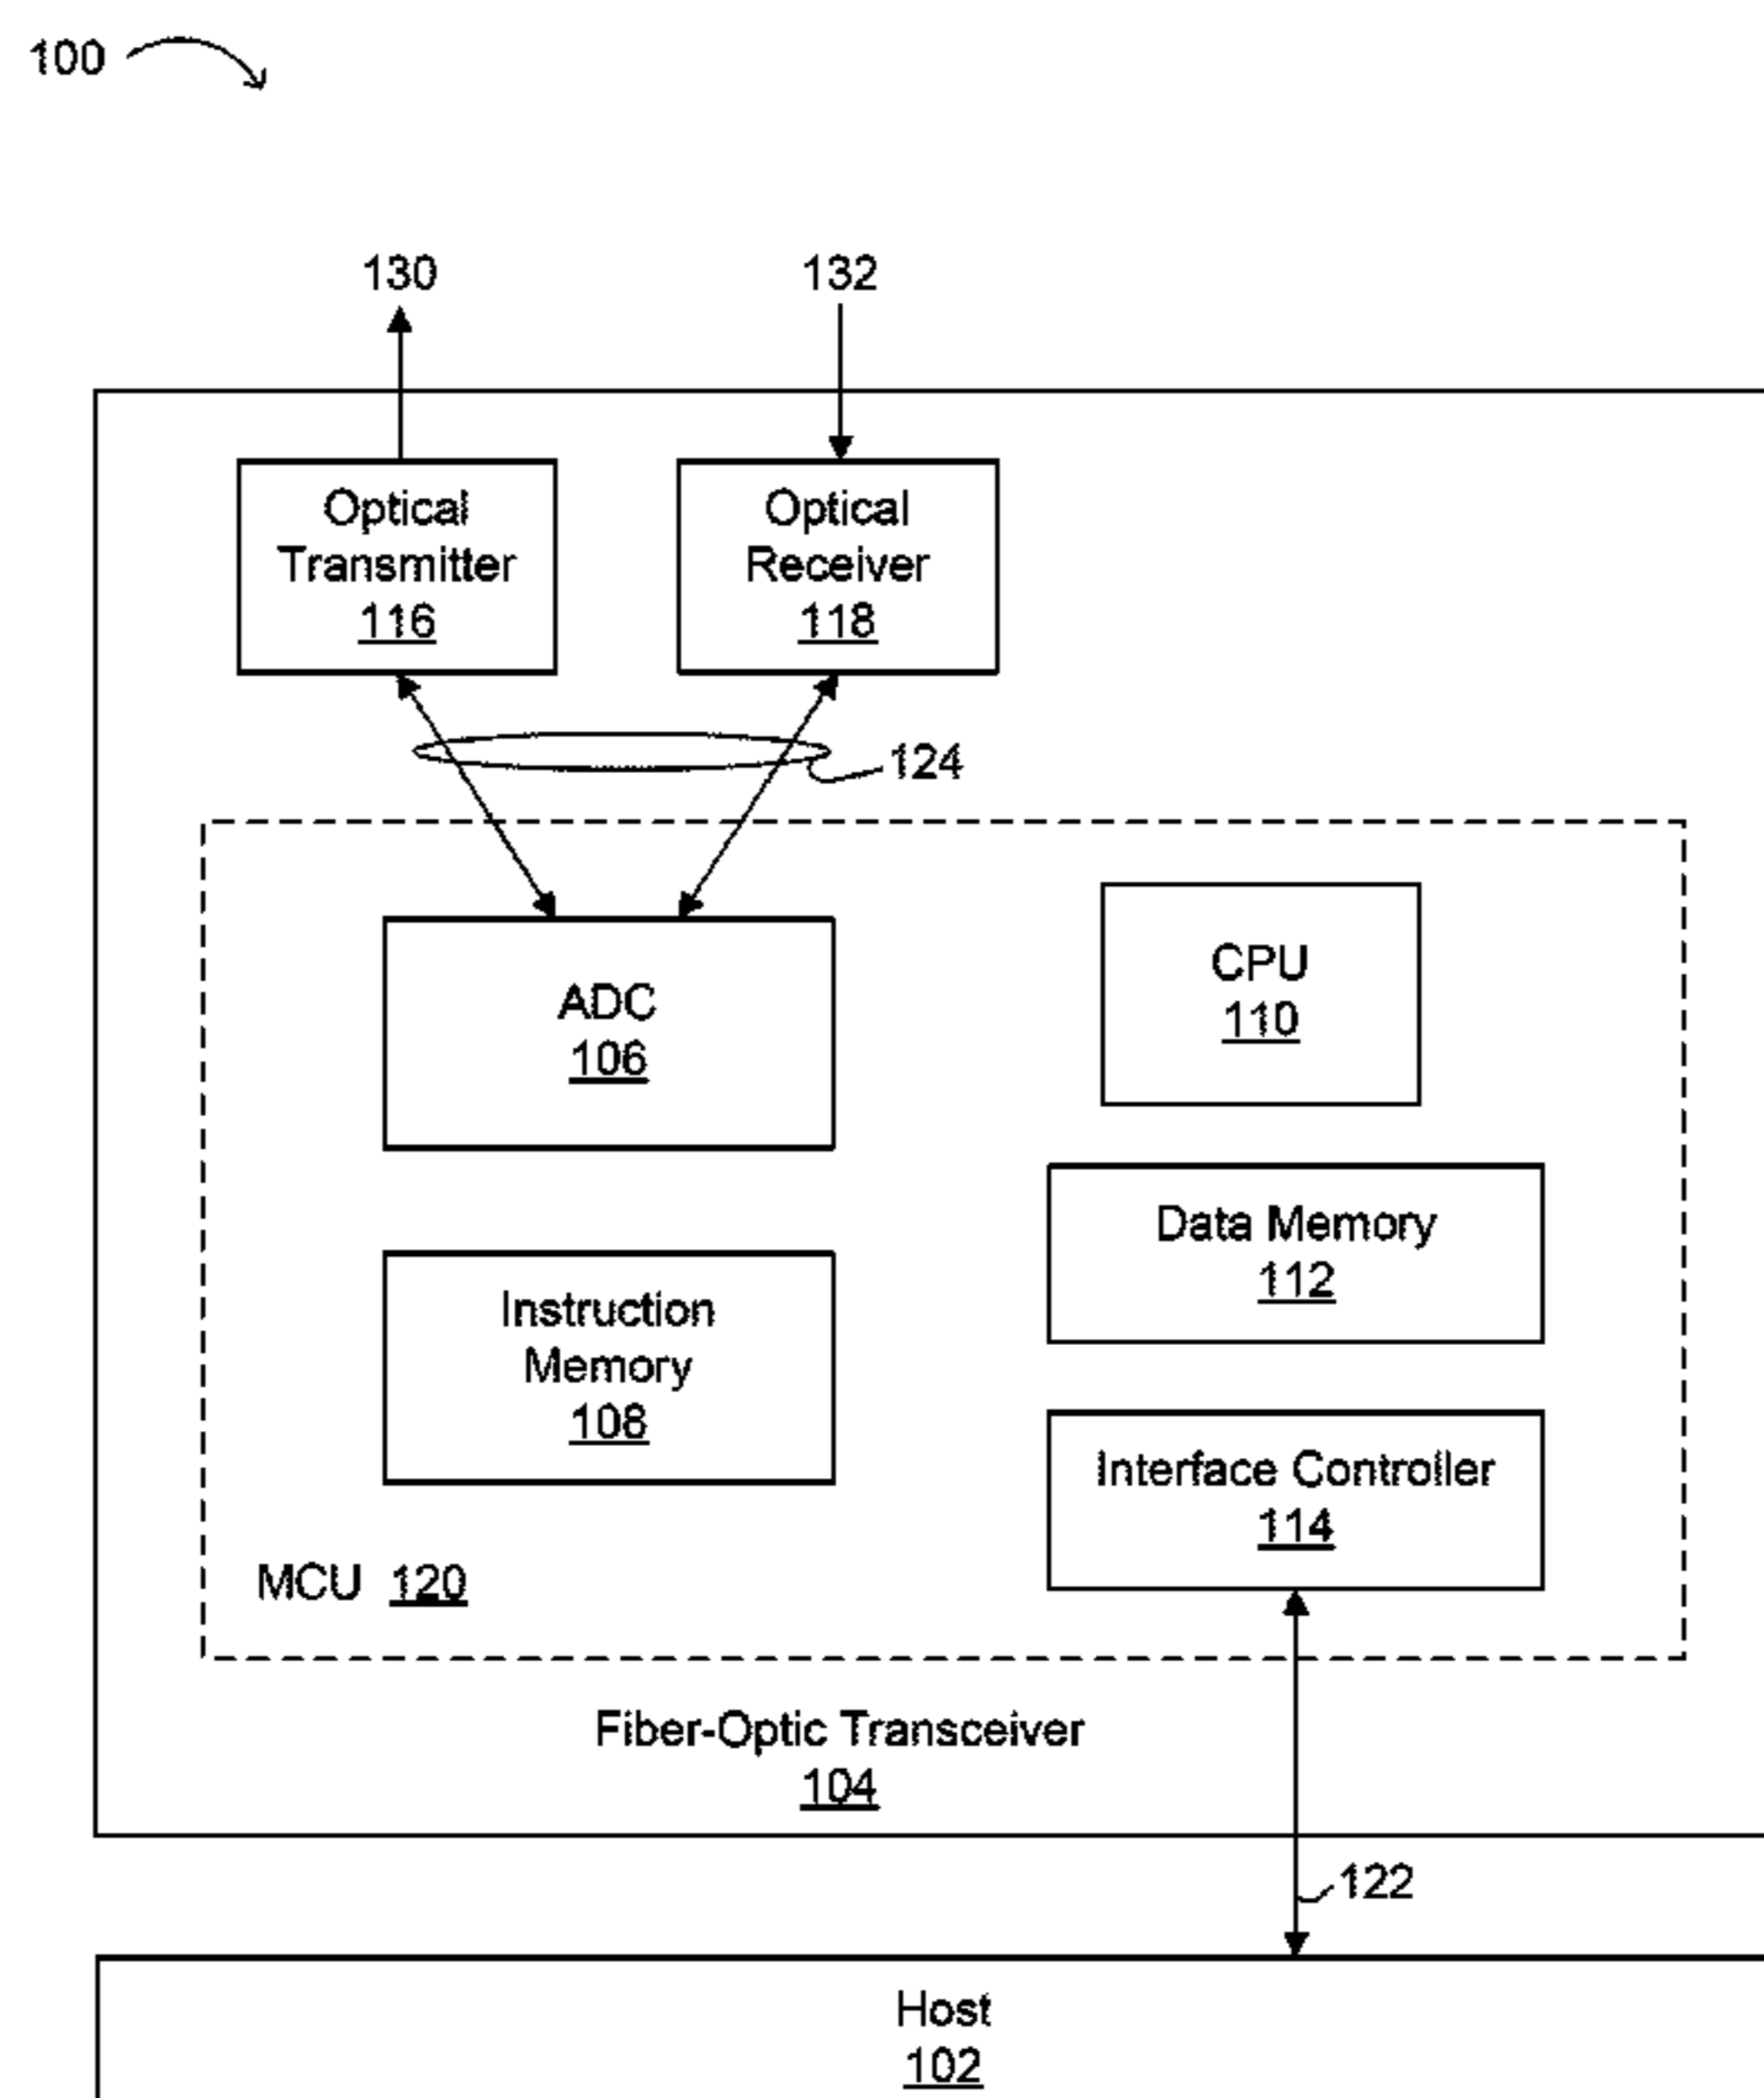 100
130
132
Optical
Transmitter
116
Optical
Receiver
118
124
ADC
106
CPU
110
Data Memory
112
Instruction
Memory
108
Interface Controller
114
MCU 120
Fiber-Optic Transceiver
104
122
Host
102